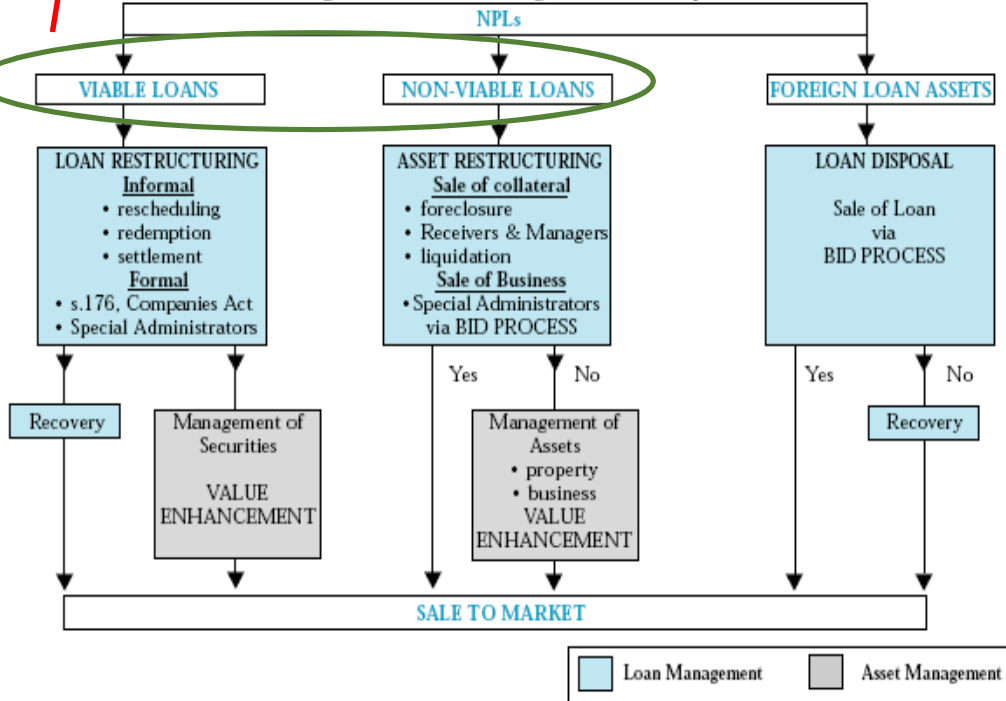 NPLs
VIABLE LOANS
NON-VIABLE LOANS
FOREIGN LOAN ASSETS
LOAN RESTRUCTURING
Informal
• rescheduling
• redemption
• settlement
Formal
• s.176, Companies Act
• Special Administrators
ASSET RESTRUCTURING
Sale of collateral
• foreclosure
• Receivers & Managers
• liquidation
Sale of Business
• Special Administrators
via BID PROCESS
LOAN DISPOSAL
Sale of Loan
via
BID PROCESS
Yes
No
Yes
No
Recovery
Management of
Securities
VALUE
ENHANCEMENT
Management of
Assets
• property
• business
VALUE
ENHANCEMENT
Recovery
SALE TO MARKET
Loan Management
Asset Management